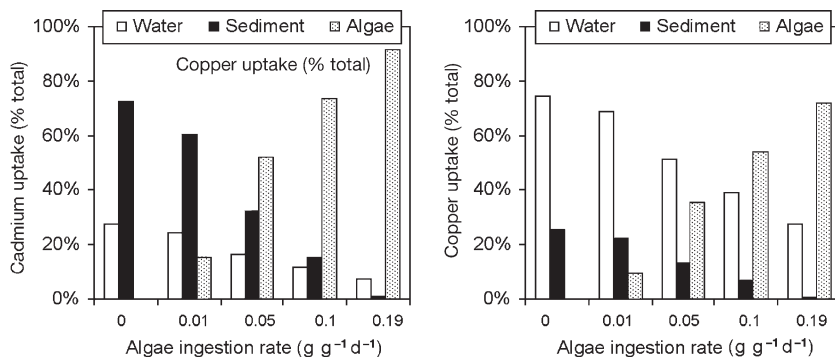 Water Sediment Algae
Copper uptake (% total)
100%
80%
60%
40%
20%
0%
Cadmium uptake (% total)
0 0.01 0.05 0.1 0.19
Algae ingestion rate (g g⁻¹ d⁻¹)
Water Sediment Algae
100%
80%
60%
40%
20%
0%
Copper uptake (% total)
0 0.01 0.05 0.1 0.19
Algae ingestion rate (g g⁻¹ d⁻¹)